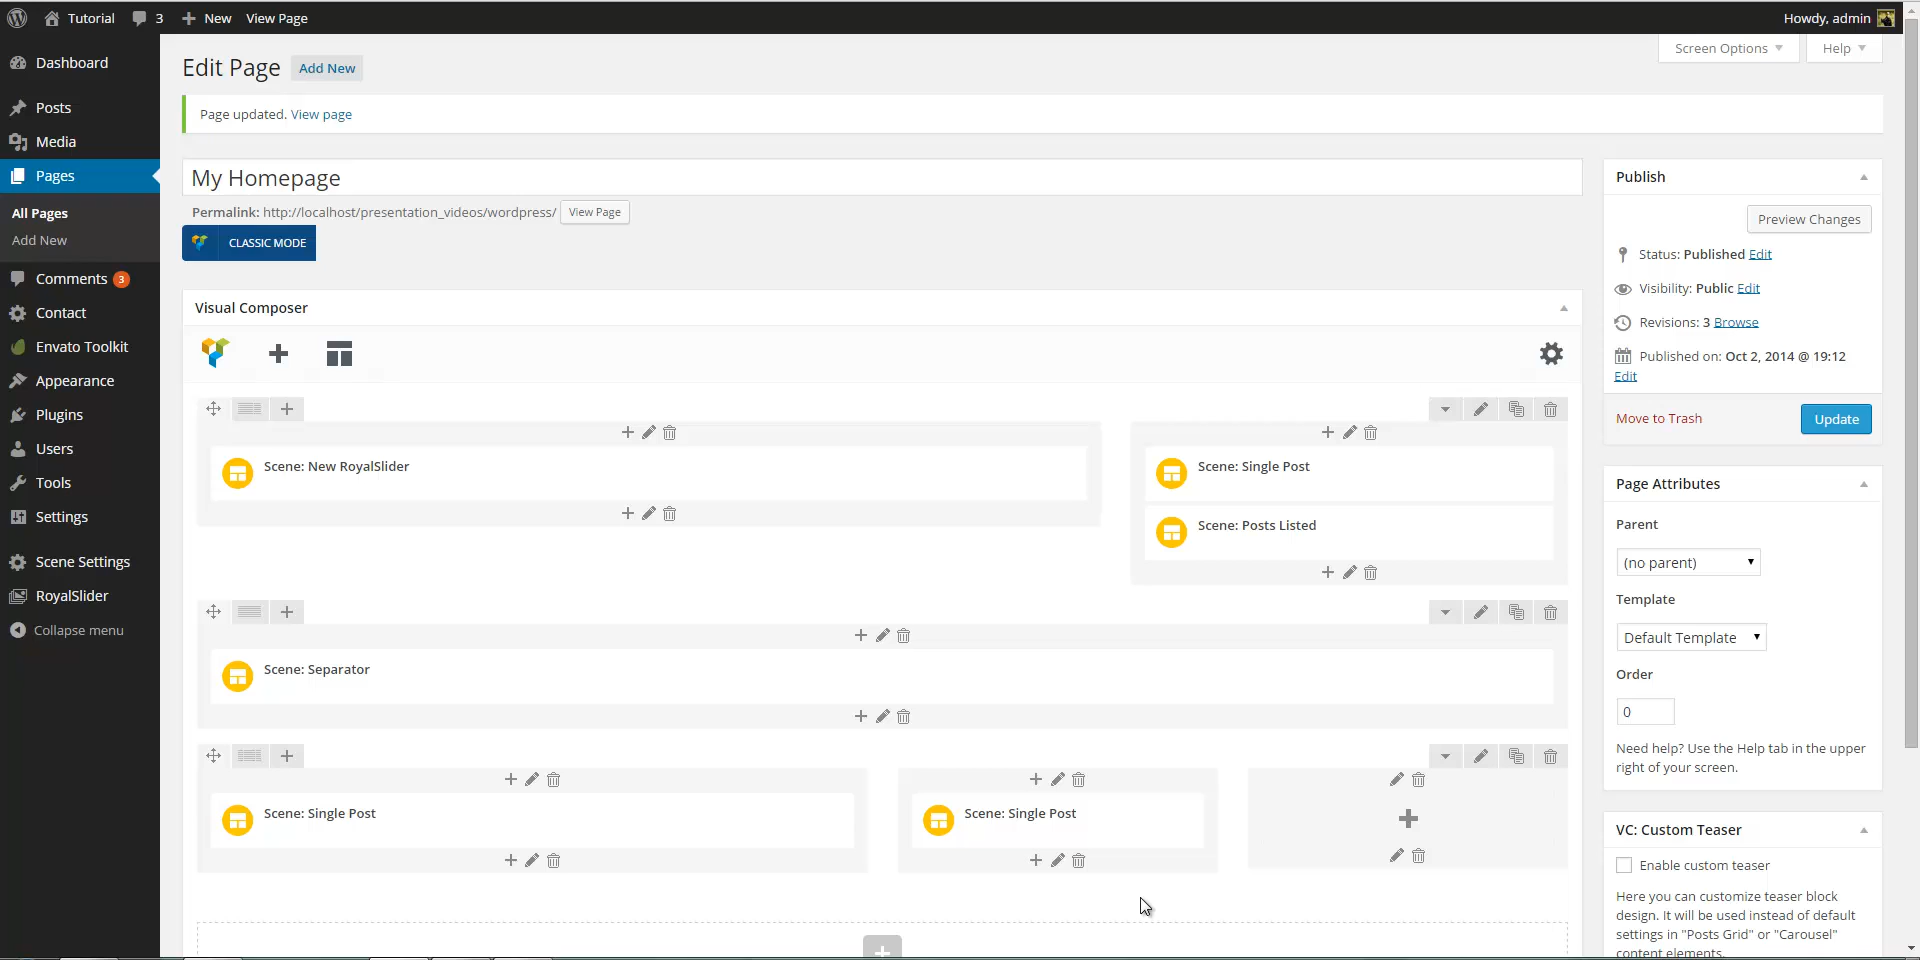 Tutorial
3
New
View Page
Howdy, admin
Dashboard
Posts
Media
Pages
All Pages
Add New
Comments 3
Contact
Envato Toolkit
Appearance
Plugins
Users
Tools
Settings
Scene Settings
RoyalSlider
Collapse menu
Screen Options
Help
Edit Page
Add New
Page updated. View page
My Homepage
Permalink: http://localhost/presentation_videos/wordpress/
View Page
CLASSIC MODE
Visual Composer
Scene: New RoyalSlider
Scene: Single Post
Scene: Posts Listed
Scene: Separator
Scene: Single Post
Scene: Single Post
Publish
Preview Changes
Status: Published Edit
Visibility: Public Edit
Revisions: 3 Browse
Published on: Oct 2, 2014 @ 19:12
Edit
Move to Trash
Update
Page Attributes
Parent
(no parent)
Template
Default Template
Order
0
Need help? Use the Help tab in the upper
right of your screen.
VC: Custom Teaser
Enable custom teaser
Here you can customize teaser block
design. It will be used instead of default
settings in "Posts Grid" or "Carousel"
content elements.